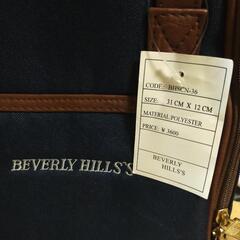 CODE: BHSCN-36
SIZE: 31 CM X 12 CM
MATERIAL:POLYESTER
PRICE: ¥ 3600
BEVERLY
HILLS'S
BEVERLY HILLS'S